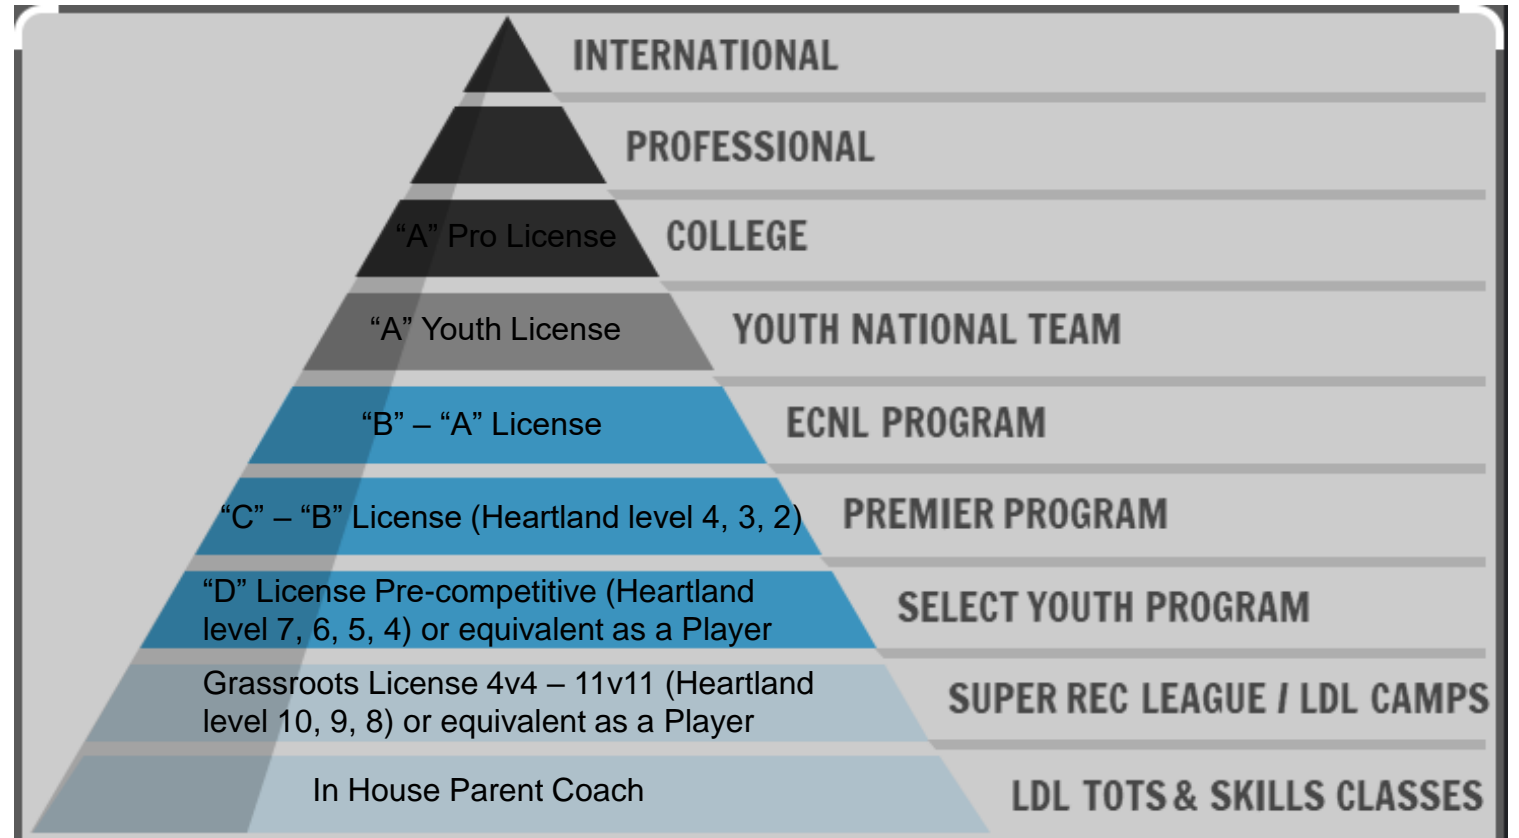 INTERNATIONAL
PROFESSIONAL
“A” Pro License
COLLEGE
“A” Youth License
YOUTH NATIONAL TEAM
“B” – “A” License
ECNL PROGRAM
“C” – “B” License (Heartland level 4, 3, 2)
PREMIER PROGRAM
“D” License Pre-competitive (Heartland
level 7, 6, 5, 4) or equivalent as a Player
SELECT YOUTH PROGRAM
Grassroots License 4v4 – 11v11 (Heartland
level 10, 9, 8) or equivalent as a Player
SUPER REC LEAGUE / LDL CAMPS
In House Parent Coach
LDL TOTS & SKILLS CLASSES